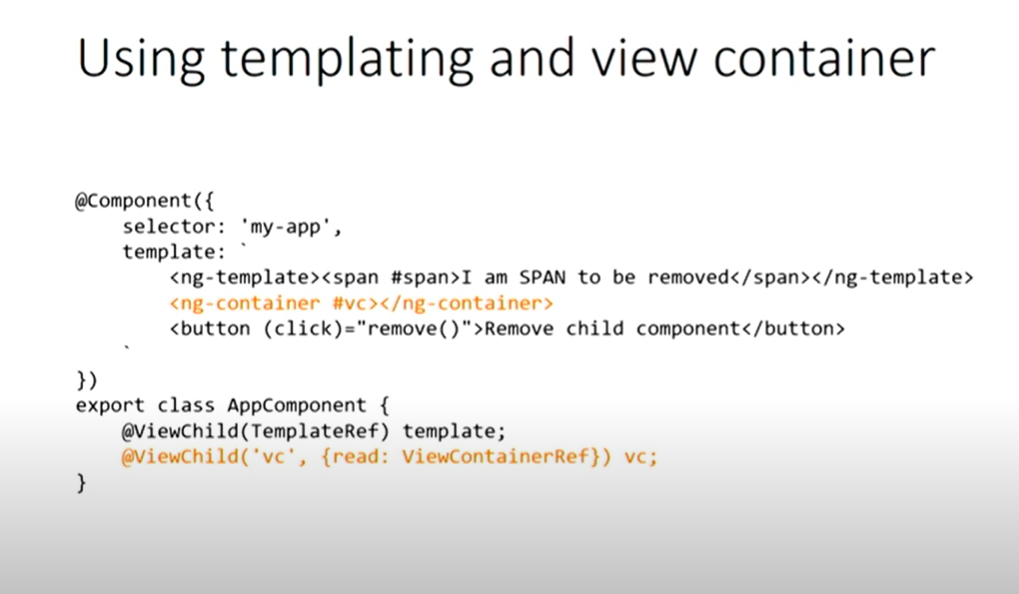 Using templating and view container
@Component({
selector: 'my-app',
template: `
<ng-template><span #span>I am SPAN to be removed</span></ng-template>
<ng-container #vc></ng-container>
<button (click)="remove()">Remove child component</button>
`
})
export class AppComponent {
@ViewChild(TemplateRef) template;
@ViewChild('vc', {read: ViewContainerRef}) vc;
}